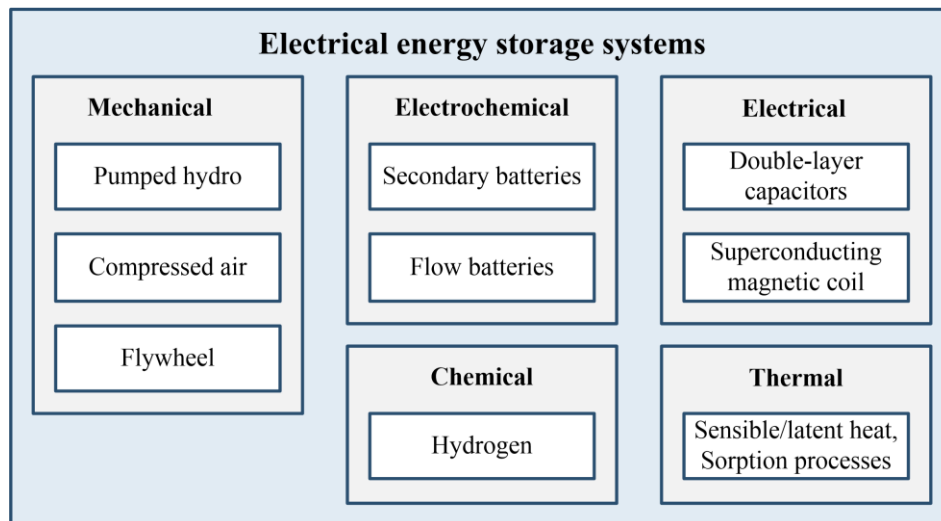 Electrical energy storage systems
Mechanical
Pumped hydro
Compressed air
Flywheel
Electrochemical
Secondary batteries
Flow batteries
Electrical
Double-layer
capacitors
Superconducting
magnetic coil
Chemical
Hydrogen
Thermal
Sensible/latent heat,
Sorption processes